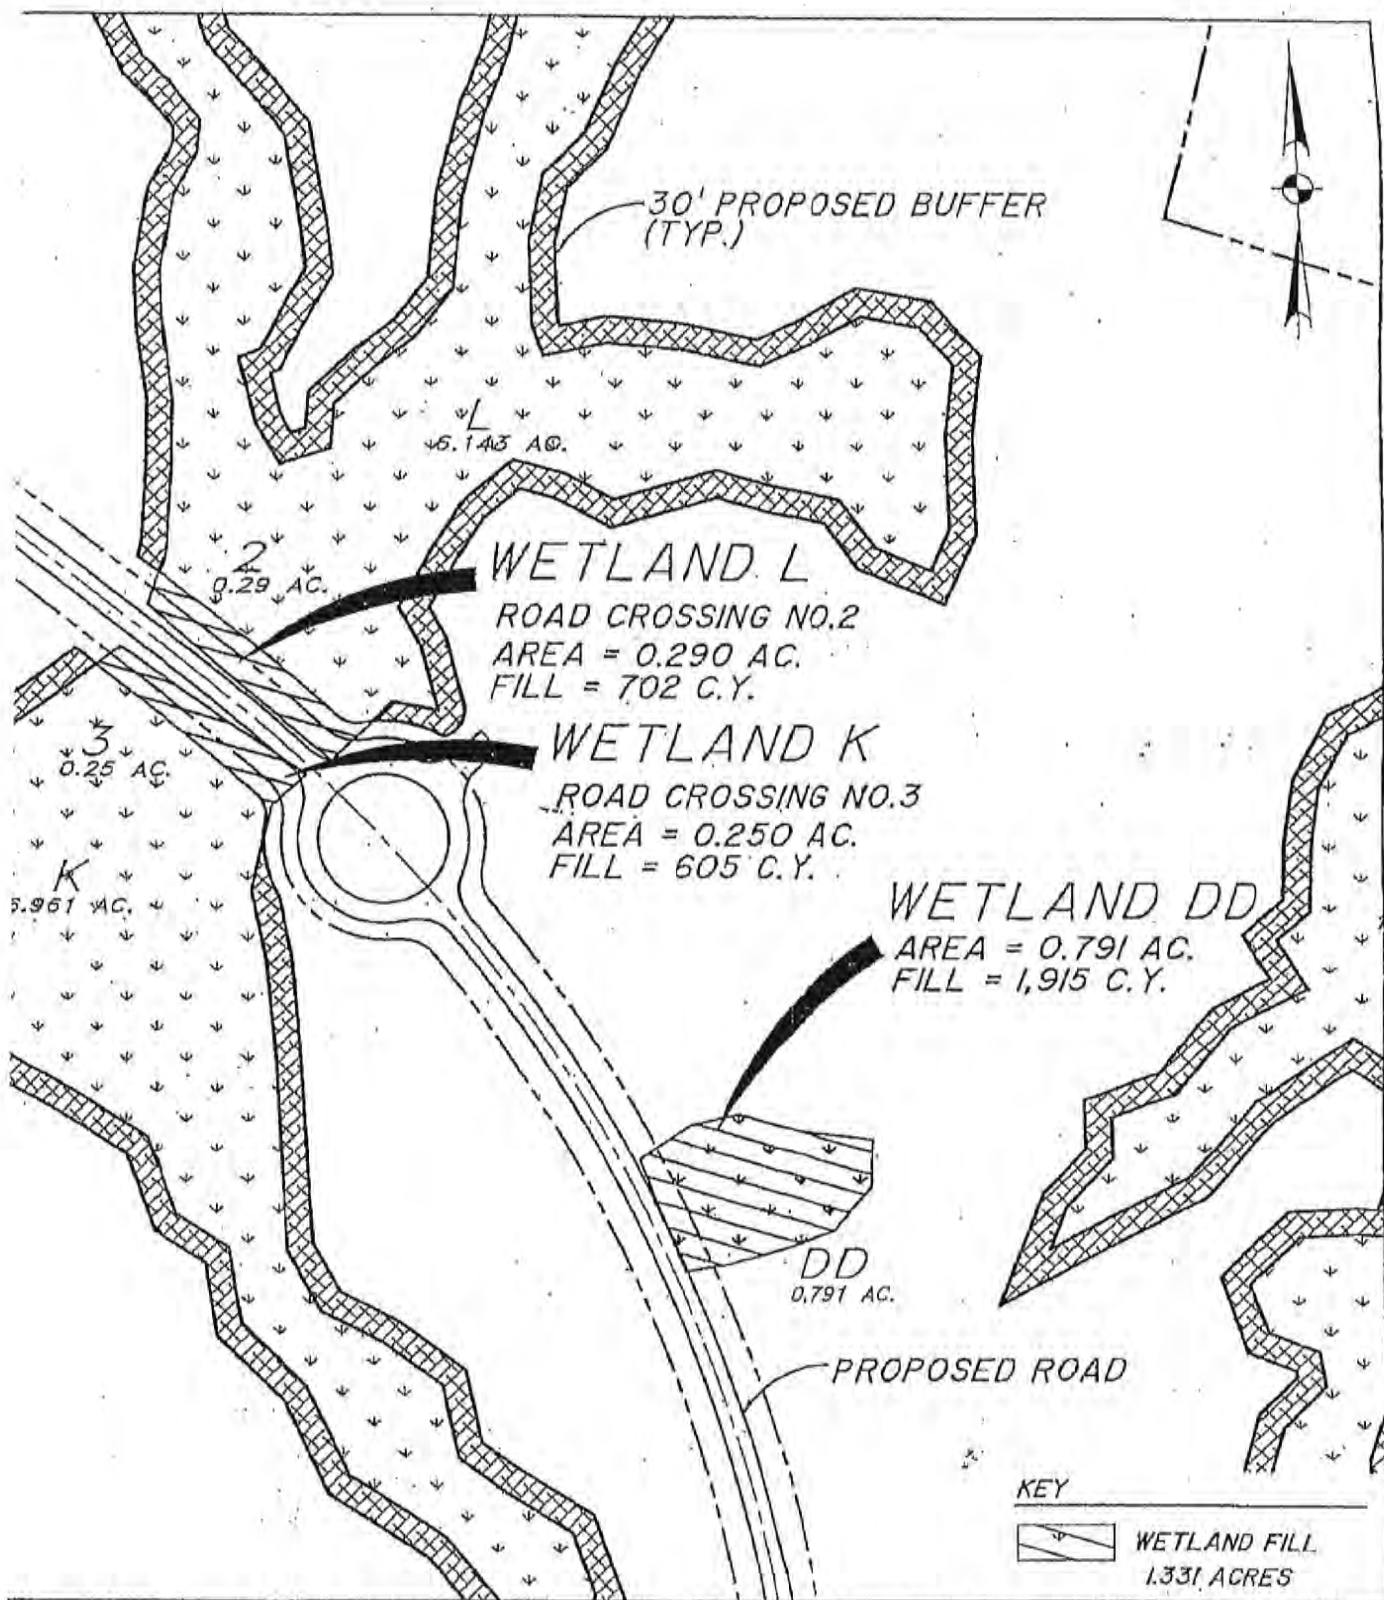 30' PROPOSED BUFFER
(TYP.)
L
6.143 AC.
2
0.29 AC.
WETLAND L
ROAD CROSSING NO.2
AREA = 0.290 AC.
FILL = 702 C.Y.
3
0.25 AC.
WETLAND K
ROAD CROSSING NO.3
AREA = 0.250 AC.
FILL = 605 C.Y.
K
AC.
WETLAND DD
AREA = 0.791 AC.
FILL = 1,915 C.Y.
DD
0.791 AC.
PROPOSED ROAD
KEY
WETLAND FILL
1.331 ACRES